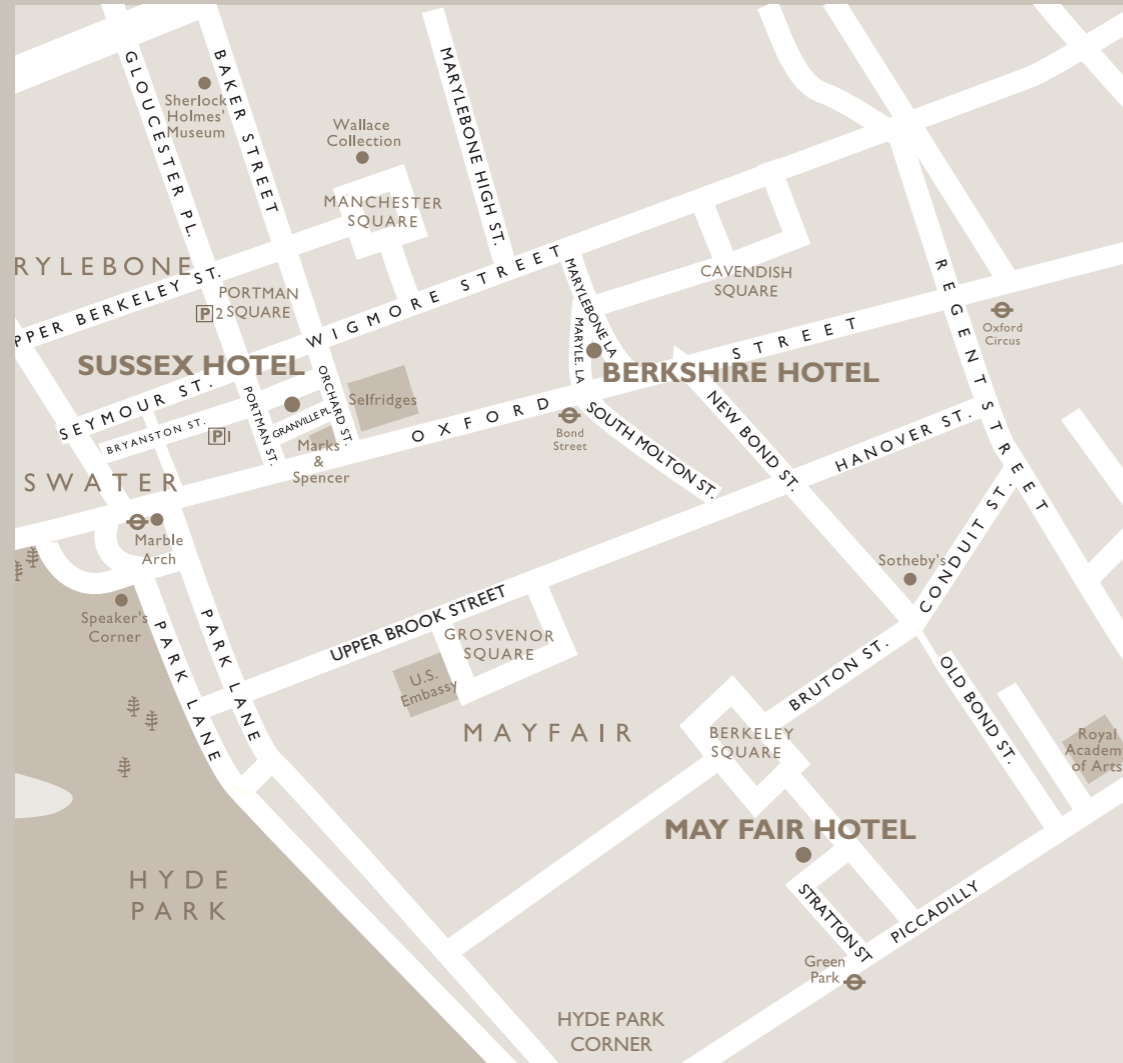 GLOUCESTER PL.
BAKER STREET
MARYLEBONE HIGH ST.
Sherlock
Holmes'
Museum
Wallace
Collection
MANCHESTER
SQUARE
RYLEBONE
PPER BERKELEY ST.
PORTMAN
SQUARE
P 2
WIGMORE STREET
MARYLEBONE LA
MARYLE. LA
CAVENDISH
SQUARE
REGENT STREET
Oxford
Circus
SUSSEX HOTEL
SEYMOUR ST.
BRYANSTON ST.
P 1
PORTMAN ST.
GRANVILLE PL.
ORCHARD ST.
Selfridges
Marks
&
Spencer
OXFORD STREET
BERKSHIRE HOTEL
Bond
Street
SOUTH MOLTON ST.
NEW BOND ST.
HANOVER ST.
SWATER
Marble
Arch
Speaker's
Corner
PARK LANE
PARK LANE
UPPER BROOK STREET
GROSVENOR
SQUARE
U.S.
Embassy
Sotheby's
CONDUIT ST.
BRUTON ST.
OLD BOND ST.
MAYFAIR
BERKELEY
SQUARE
Royal
Academ
of Arts
MAY FAIR HOTEL
STRATTON ST
PICCADILLY
Green
Park
HYDE
PARK
HYDE PARK
CORNER